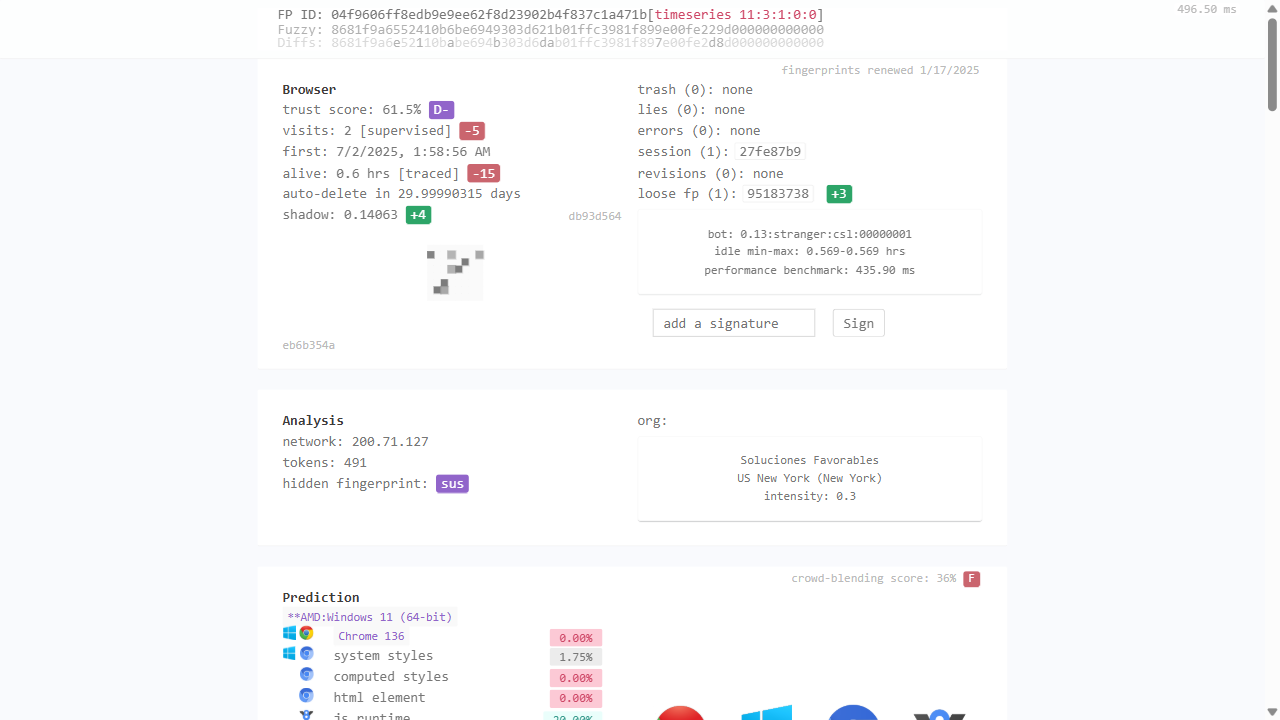 496.50 ms
FP ID: 04f9606ff8edb9e9ee62f8d23902b4f837c1a471b[timeseries 11:3:1:0:0]
Fuzzy: 8681f9a6552410b6be6949303d621b01ffc3981f899e00fe229d000000000000
Diffs: 8681f9a6e52110babe694b303d6dab01ffc3981f897e00fe2d8d000000000000
fingerprints renewed 1/17/2025
Browser
trust score: 61.5% D-
visits: 2 [supervised] -5
first: 7/2/2025, 1:58:56 AM
alive: 0.6 hrs [traced] -15
auto-delete in 29.99990315 days
shadow: 0.14063 +4
db93d564
eb6b354a
trash (0): none
lies (0): none
errors (0): none
session (1): 27fe87b9
revisions (0): none
loose fp (1): 95183738 +3
bot: 0.13:stranger:csl:00000001
idle min-max: 0.569-0.569 hrs
performance benchmark: 435.90 ms
add a signature Sign
Analysis
network: 200.71.127
tokens: 491
hidden fingerprint: sus
org:
Soluciones Favorables
US New York (New York)
intensity: 0.3
crowd-blending score: 36% F
Prediction
**AMD:Windows 11 (64-bit)
Chrome 136 0.00%
system styles 1.75%
computed styles 0.00%
html element 0.00%
js runtime 20.00%